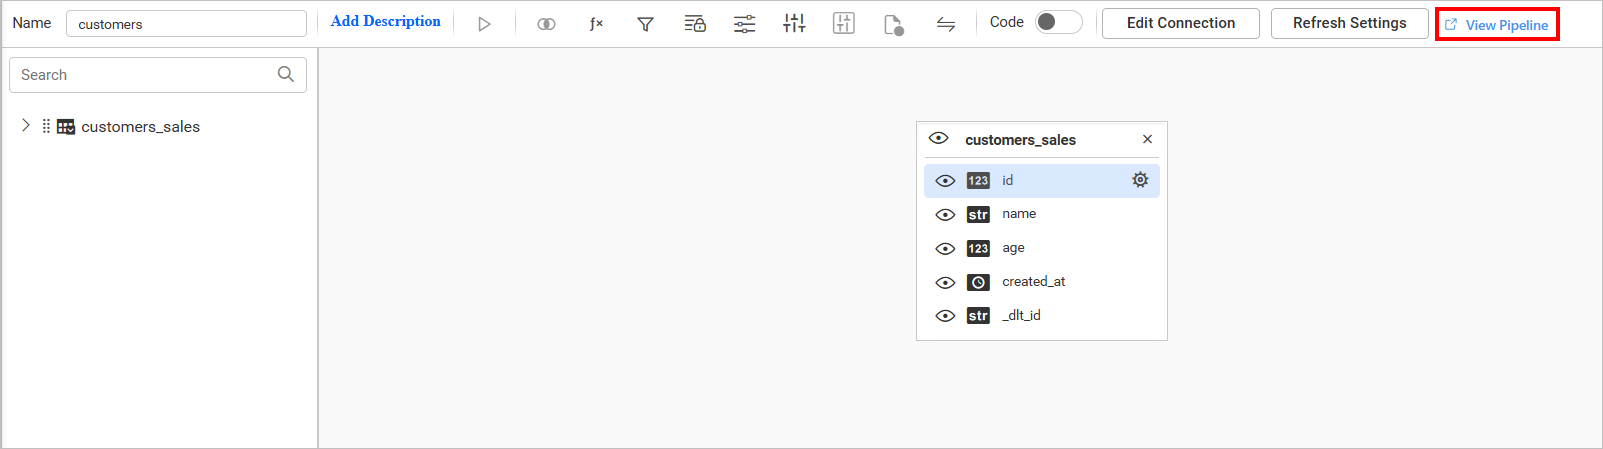 Name customers Add Description ƒx Code Edit Connection Refresh Settings View Pipeline
Search
customers_sales
customers_sales
123 id
str name
123 age
created_at
str _dlt_id